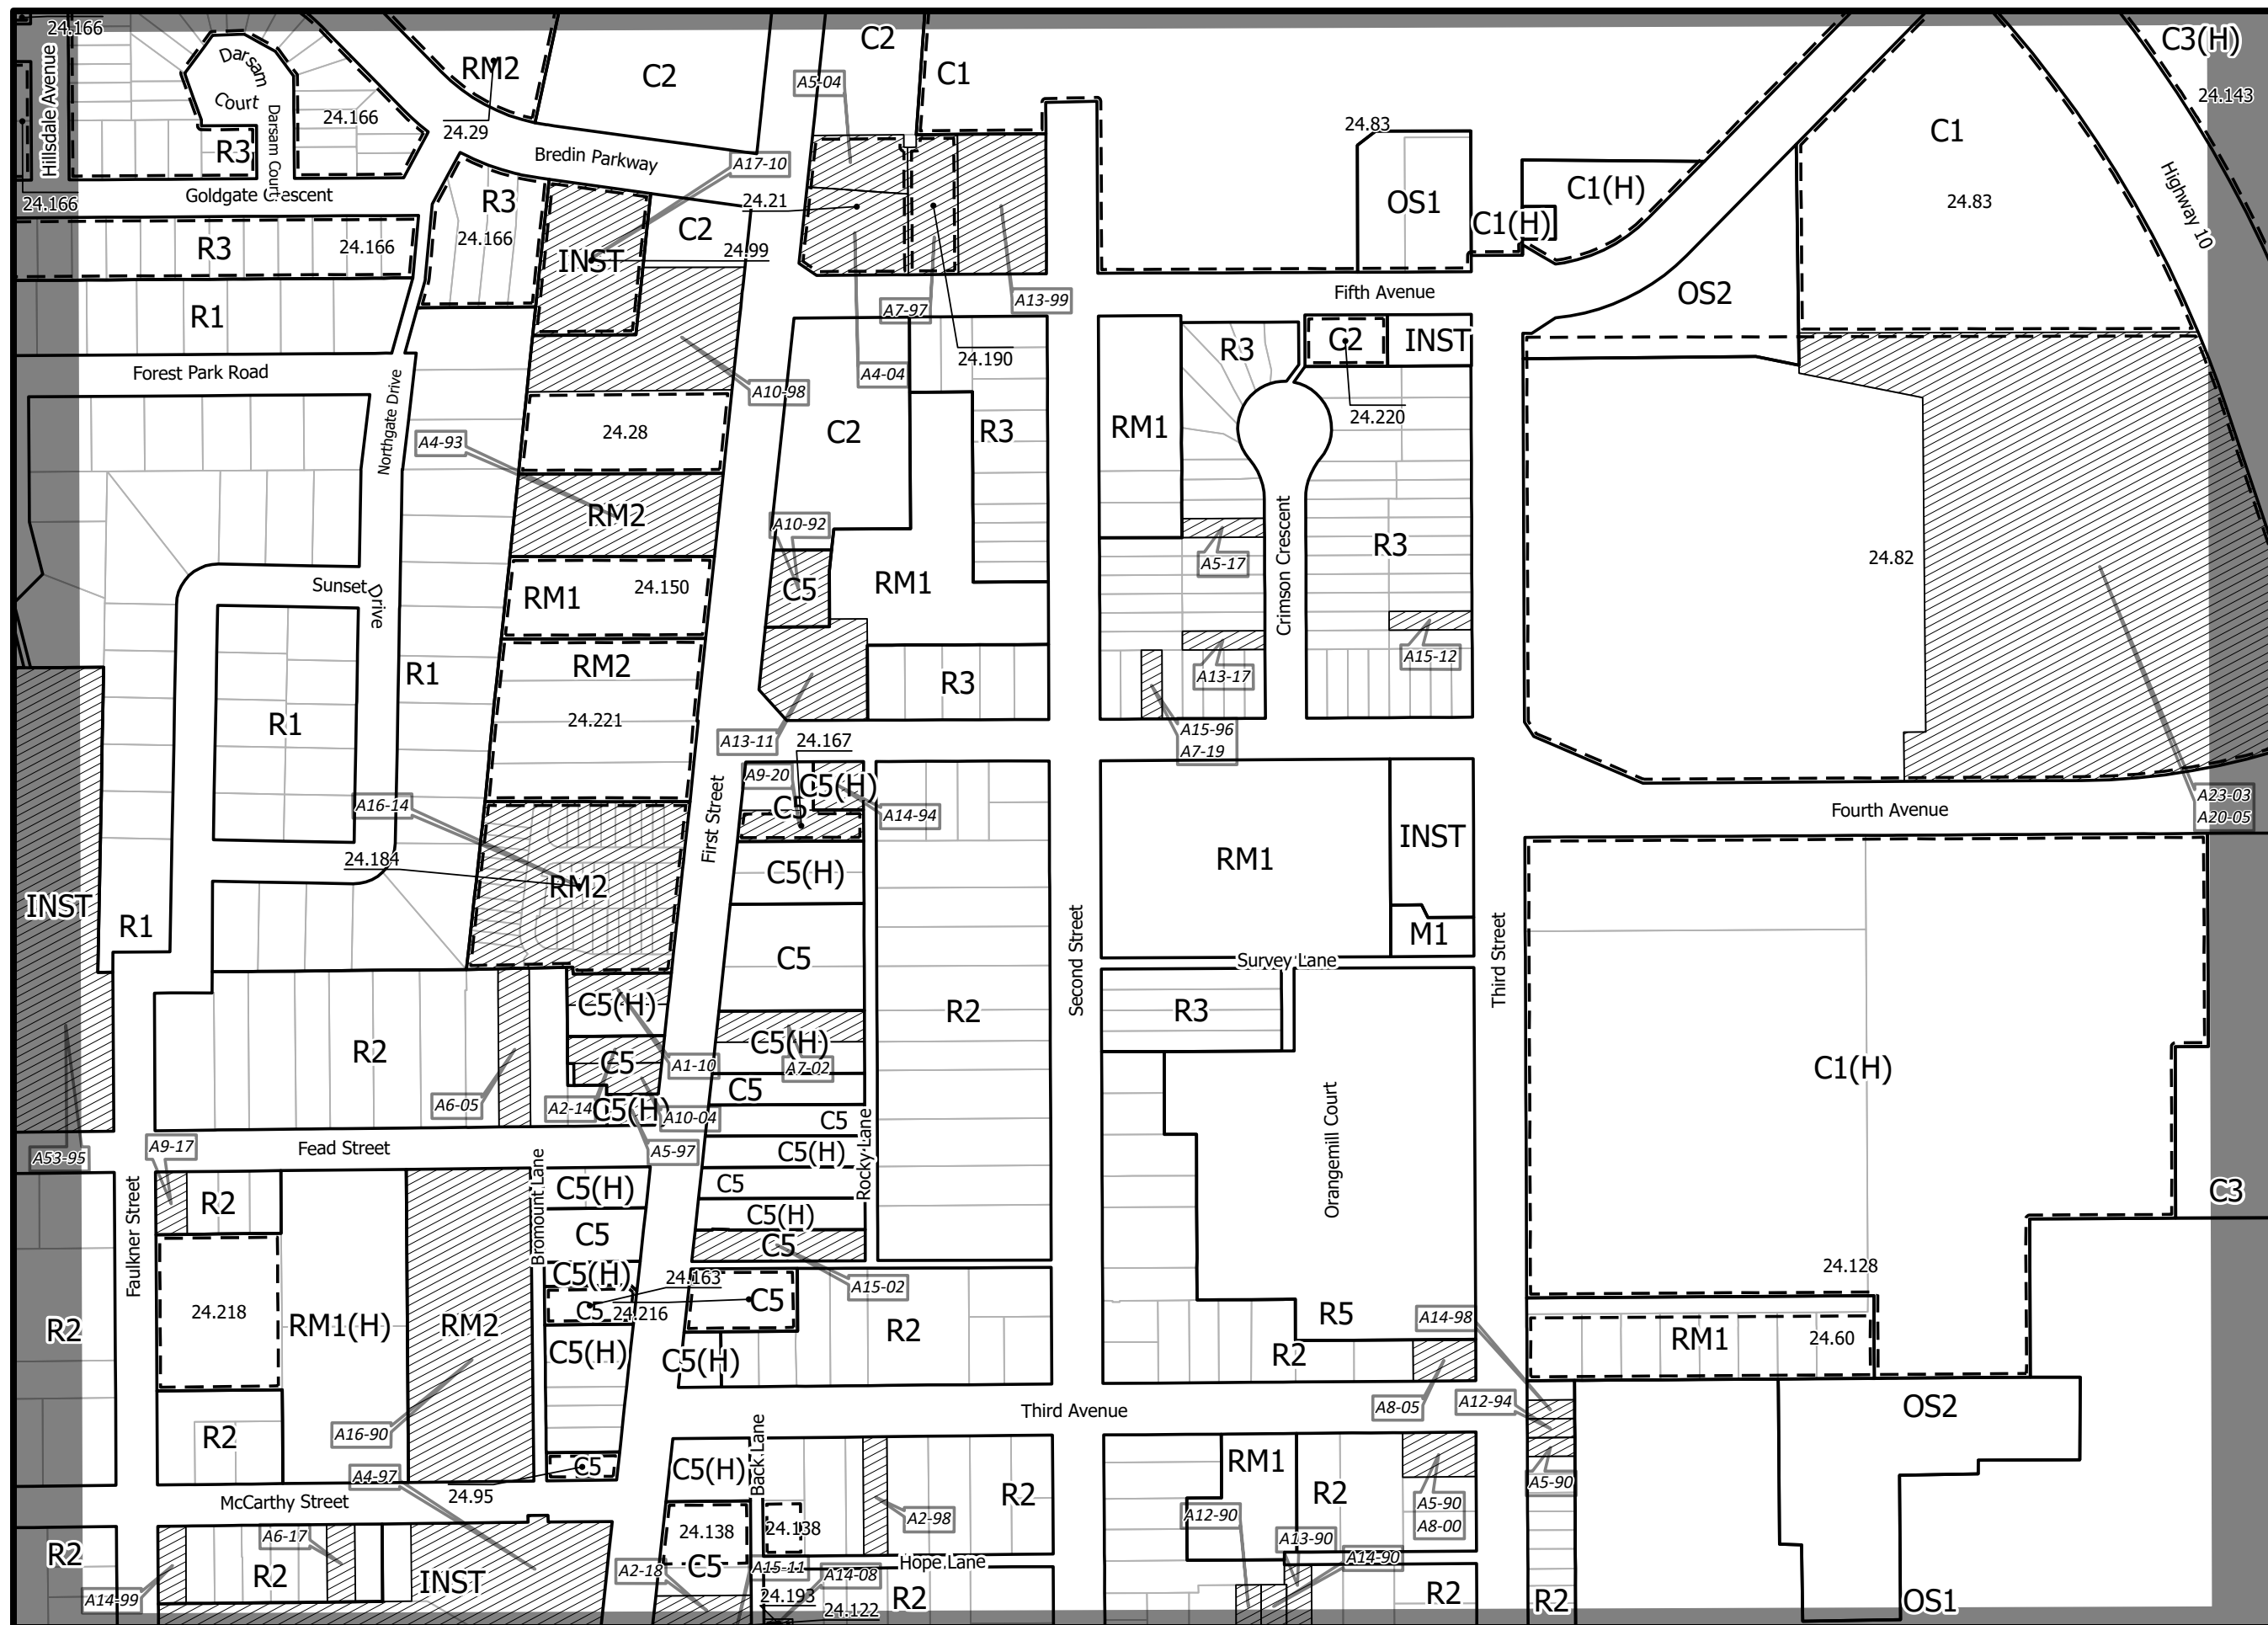 24.166
C2
C3(H)
Hillsdale Avenue
Darsam
Court
Darsam Court
RM2
C2
C1
A5-04
24.143
24.166
24.29
24.83
C1
R3
Bredin Parkway
A17-10
Highway 10
Goldgate Crescent
24.166
R3
24.21
OS1
C1(H)
C1(H)
24.83
C2
R3
24.166
24.166
INST
24.99
R1
A7-97
A13-99
Fifth Avenue
OS2
24.190
R3
C2
INST
Forest Park Road
A4-04
A10-98
24.220
Northgate Drive
A4-93
24.28
C2
R3
RM1
RM2
A10-92
A5-17
Crimson Crescent
R3
24.82
Sunset
Drive
RM1
24.150
C5
RM1
R1
RM2
A15-12
A13-17
R3
R1
24.221
A13-11
24.167
A15-96
A7-19
A9-20
C5(H)
C5
A14-94
A16-14
First Street
Fourth Avenue
A23-03
A20-05
INST
RM1
24.184
RM2
C5(H)
INST
R1
M1
C5
Second Street
Third Street
Survey Lane
C5(H)
R2
R3
R2
C5(H)
C5
A1-10
A7-02
C1(H)
A6-05
A2-14
C5(H)
A10-04
C5
C5
Orangemill Court
A53-95
A9-17
Fead Street
A5-97
C5(H)
Rocky Lane
Faulkner Street
R2
Bromount Lane
C5(H)
C5
C3
C5(H)
C5
C5
C5(H)
24.163
A15-02
24.128
24.218
C5
24.216
C5
R2
RM1(H)
RM2
R2
R5
A14-98
C5(H)
C5(H)
R2
RM1
24.60
A16-90
R2
Third Avenue
A8-05
A12-94
OS2
A4-97
C5
C5(H)
Back Lane
RM1
R2
A5-90
24.95
McCarthy Street
R2
A5-90
A8-00
A2-98
A12-90
A6-17
24.138
24.138
A13-90
R2
R2
INST
C5
A2-18
A15-11
A14-08
Hope Lane
A14-90
A14-99
24.193
R2
R2
R2
OS1
24.122